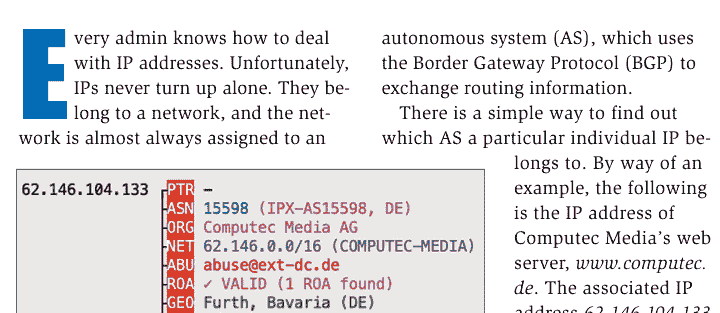 Every admin knows how to deal
with IP addresses. Unfortunately,
IPs never turn up alone. They be-
long to a network, and the net-
work is almost always assigned to an
autonomous system (AS), which uses
the Border Gateway Protocol (BGP) to
exchange routing information.
There is a simple way to find out
which AS a particular individual IP be-
longs to. By way of an
example, the following
is the IP address of
Computec Media’s web
server, www.computec.
de. The associated IP
address 62.146.104.133
62.146.104.133 PTR –
ASN 15598 (IPX-AS15598, DE)
ORG Computec Media AG
NET 62.146.0.0/16 (COMPUTEC-MEDIA)
ABU abuse@ext-dc.de
ROA ✓ VALID (1 ROA found)
GEO Furth, Bavaria (DE)